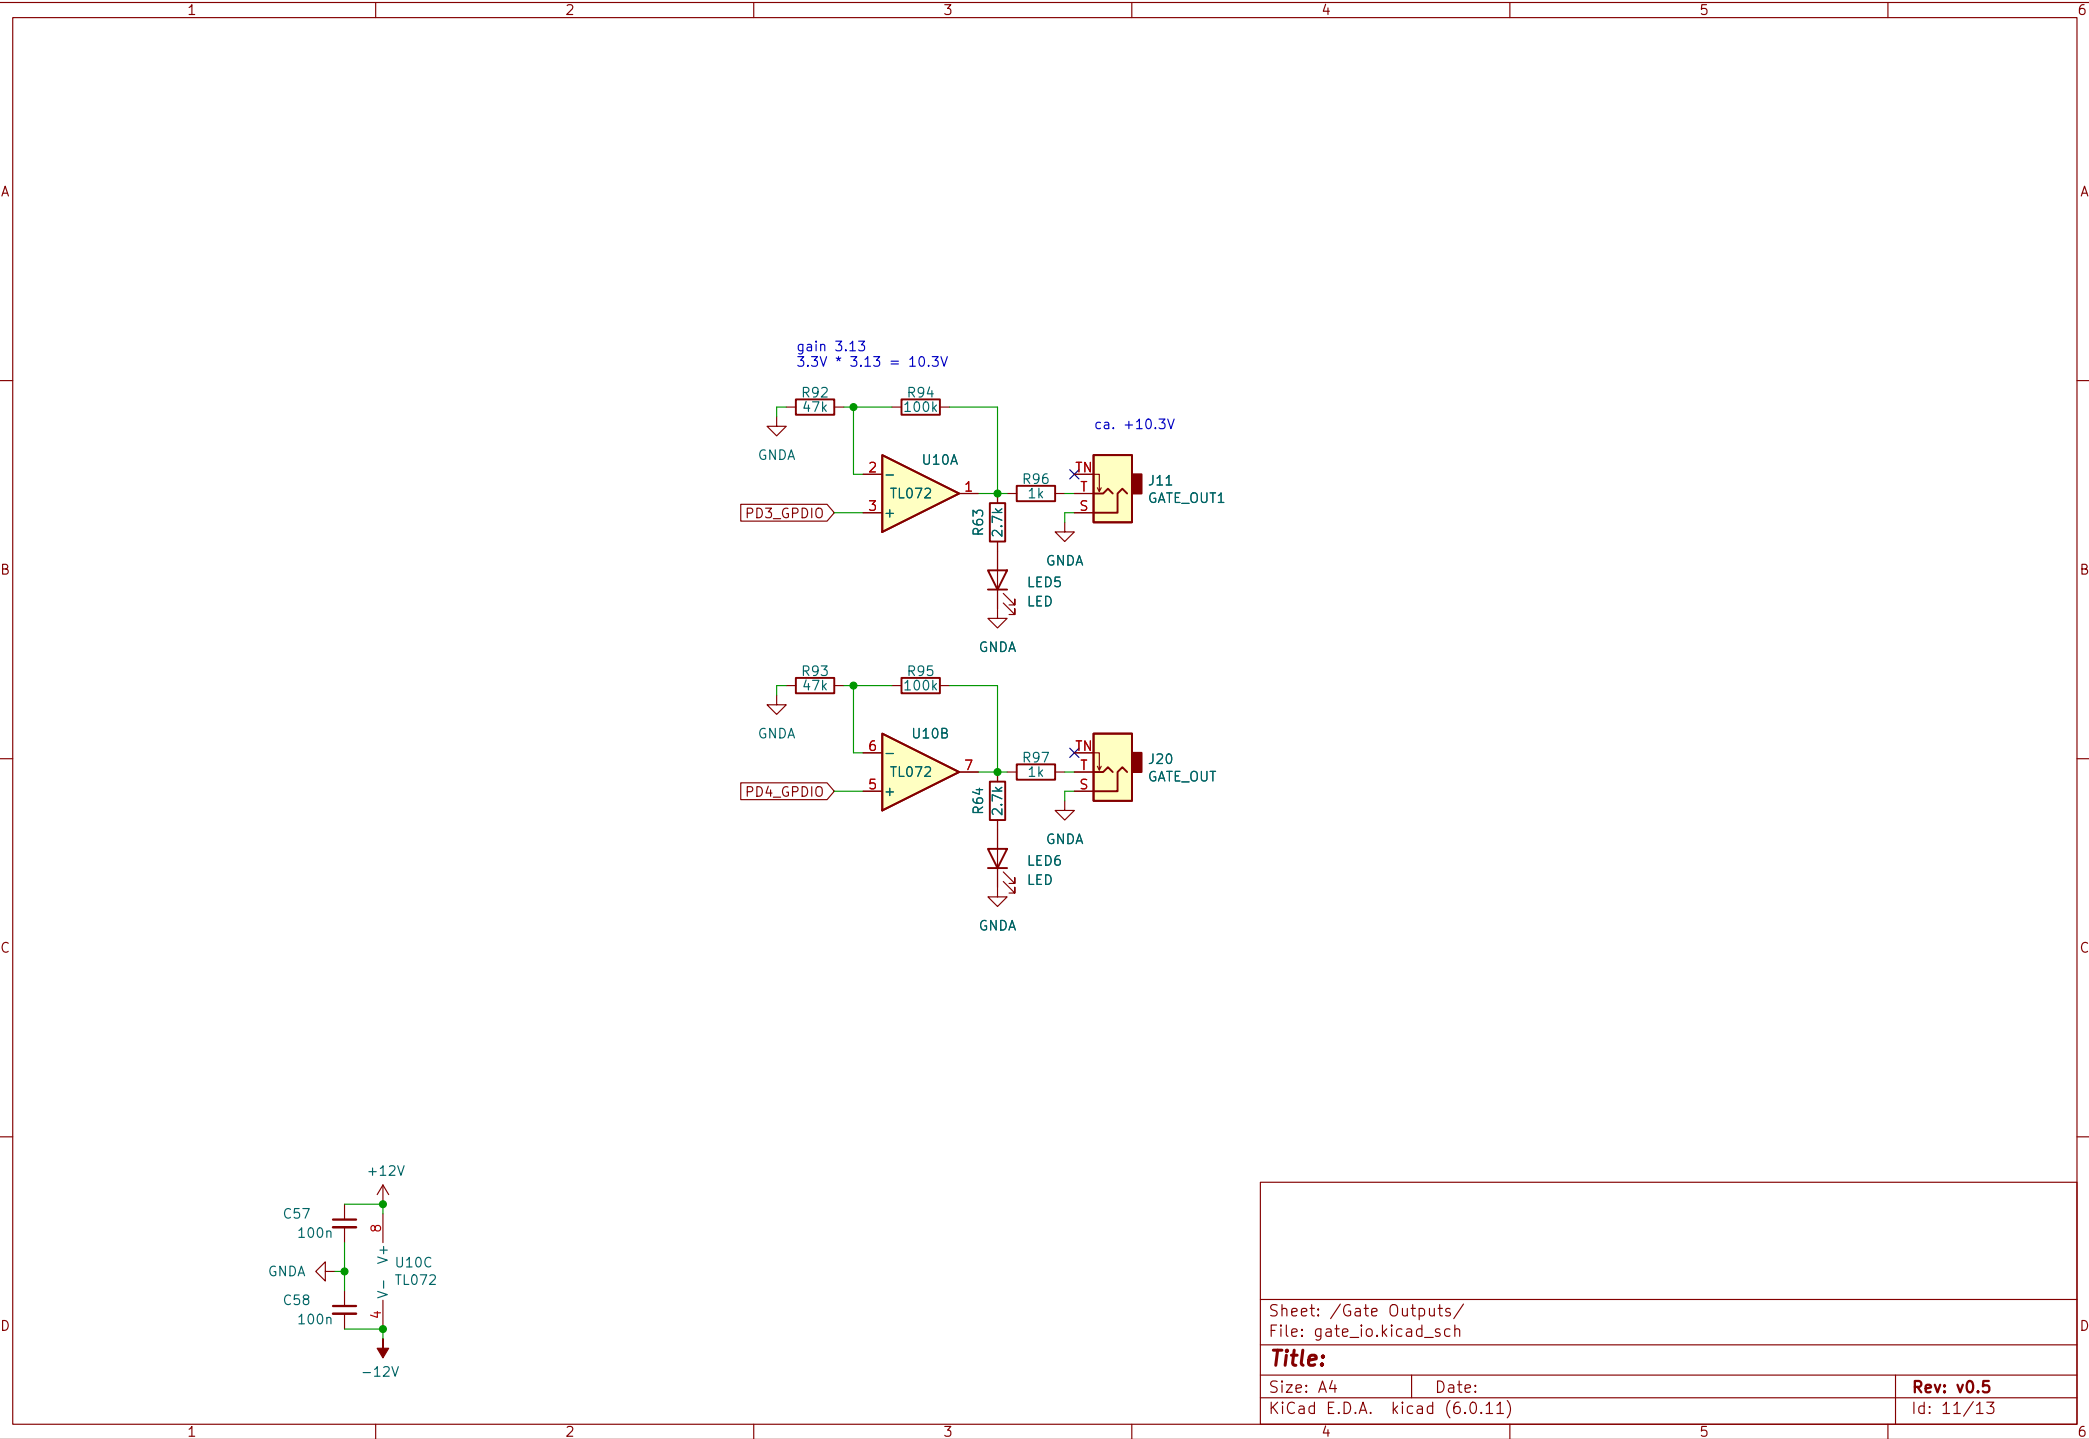 1 2 3 4 5 6
A A
gain 3.13
3.3V * 3.13 = 10.3V
R92 R94
47k 100k
ca. +10.3V
GNDA
U10A
2
TN
J11
R96
1
TL072
1k
T
GATE_OUT1
PD3_GPDIO
3
S
R63
2.7k
GNDA
B B
LED5
LED
GNDA
R93 R95
47k 100k
GNDA
U10B
6
TN
J20
R97
7
TL072
1k
T
GATE_OUT
PD4_GPDIO
5
S
R64
2.7k
GNDA
LED6
LED
GNDA
C C
+12V
C57
100n
8
V+
U10C
GNDA
TL072
V-
C58
100n
4
-12V
D D
Sheet: /Gate Outputs/
File: gate_io.kicad_sch
Title:
Size: A4 Date: Rev: v0.5
KiCad E.D.A. kicad (6.0.11) Id: 11/13
1 2 3 4 5 6